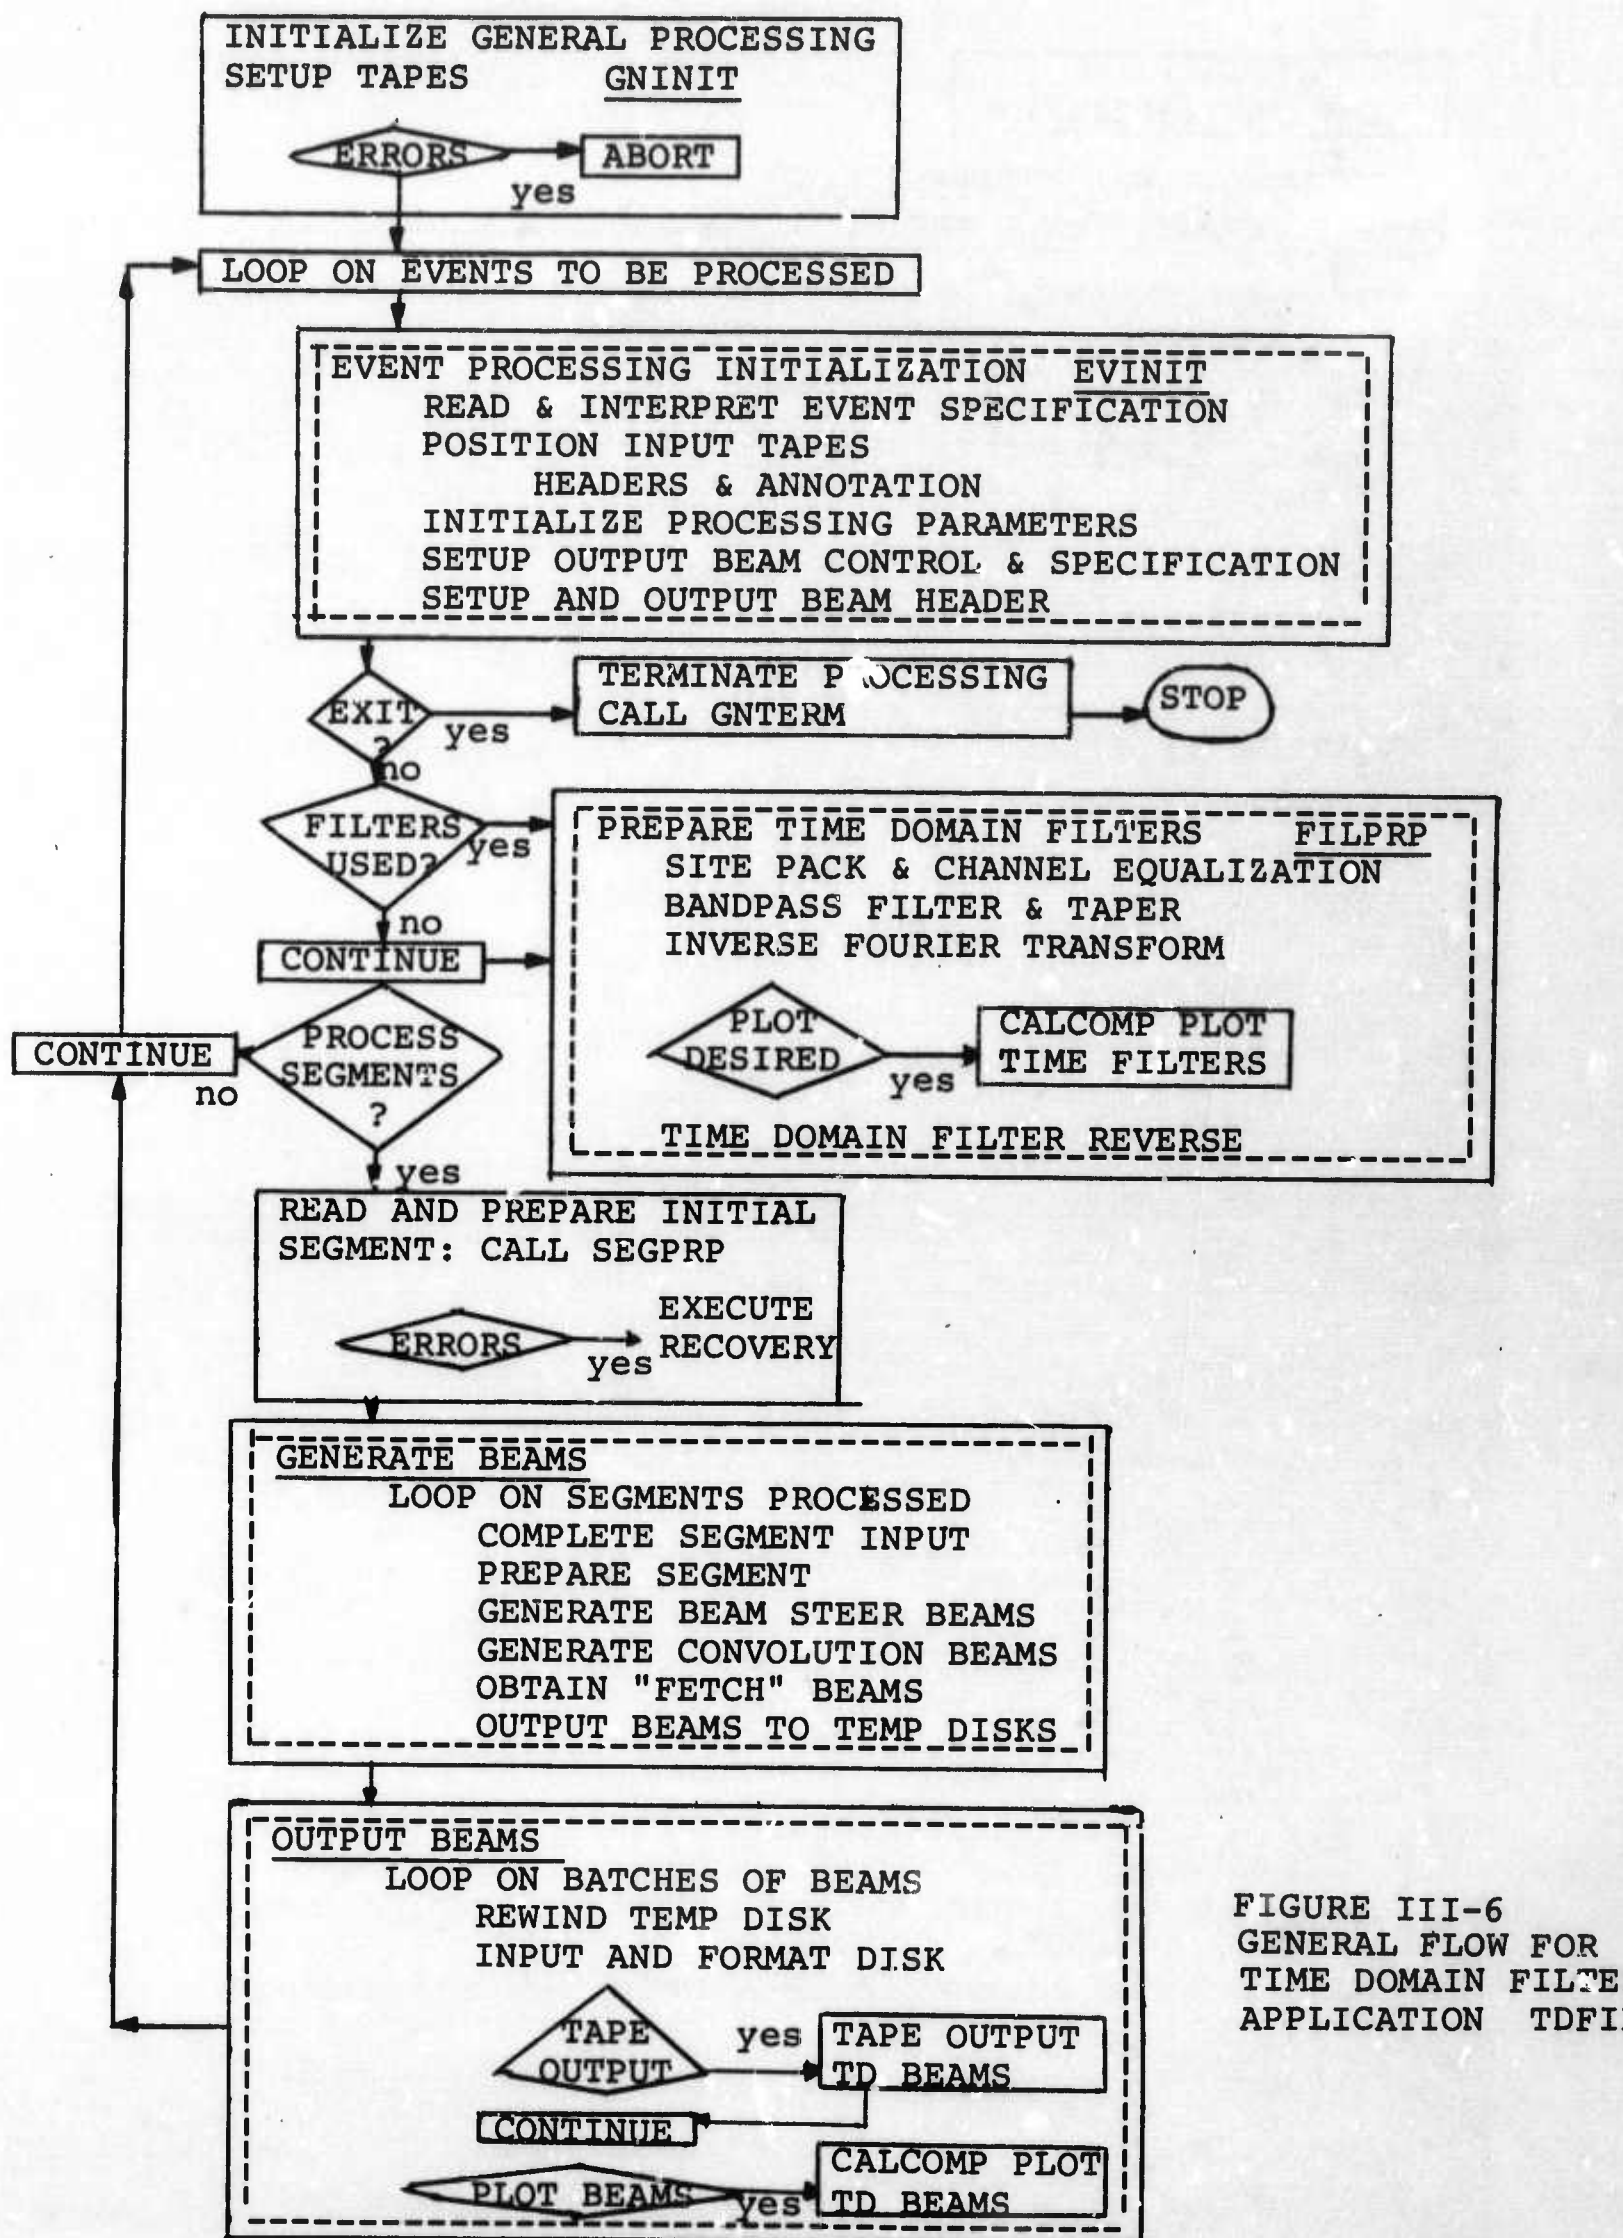 INITIALIZE GENERAL PROCESSING
SETUP TAPES GNINIT
ERRORS
ABORT
yes
LOOP ON EVENTS TO BE PROCESSED
EVENT PROCESSING INITIALIZATION EVINIT
READ & INTERPRET EVENT SPECIFICATION
POSITION INPUT TAPES
HEADERS & ANNOTATION
INITIALIZE PROCESSING PARAMETERS
SETUP OUTPUT BEAM CONTROL & SPECIFICATION
SETUP AND OUTPUT BEAM HEADER
EXIT
?
yes
TERMINATE P OCESSING
CALL GNTERM
STOP
no
FILTERS
USED?
yes
PREPARE TIME DOMAIN FILTERS FILPRP
SITE PACK & CHANNEL EQUALIZATION
BANDPASS FILTER & TAPER
INVERSE FOURIER TRANSFORM
PLOT
DESIRED
yes
CALCOMP PLOT
TIME FILTERS
TIME DOMAIN FILTER REVERSE
no
CONTINUE
PROCESS
SEGMENTS
?
CONTINUE
no
yes
READ AND PREPARE INITIAL
SEGMENT: CALL SEGPRP
ERRORS
yes
EXECUTE
RECOVERY
GENERATE BEAMS
LOOP ON SEGMENTS PROCESSED
COMPLETE SEGMENT INPUT
PREPARE SEGMENT
GENERATE BEAM STEER BEAMS
GENERATE CONVOLUTION BEAMS
OBTAIN "FETCH" BEAMS
OUTPUT BEAMS TO TEMP DISKS
OUTPUT BEAMS
LOOP ON BATCHES OF BEAMS
REWIND TEMP DISK
INPUT AND FORMAT DISK
TAPE
OUTPUT
yes
TAPE OUTPUT
TD BEAMS
CONTINUE
PLOT BEAMS
yes
CALCOMP PLOT
TD BEAMS
FIGURE III-6
GENERAL FLOW FOR
TIME DOMAIN FILTE
APPLICATION TDFI